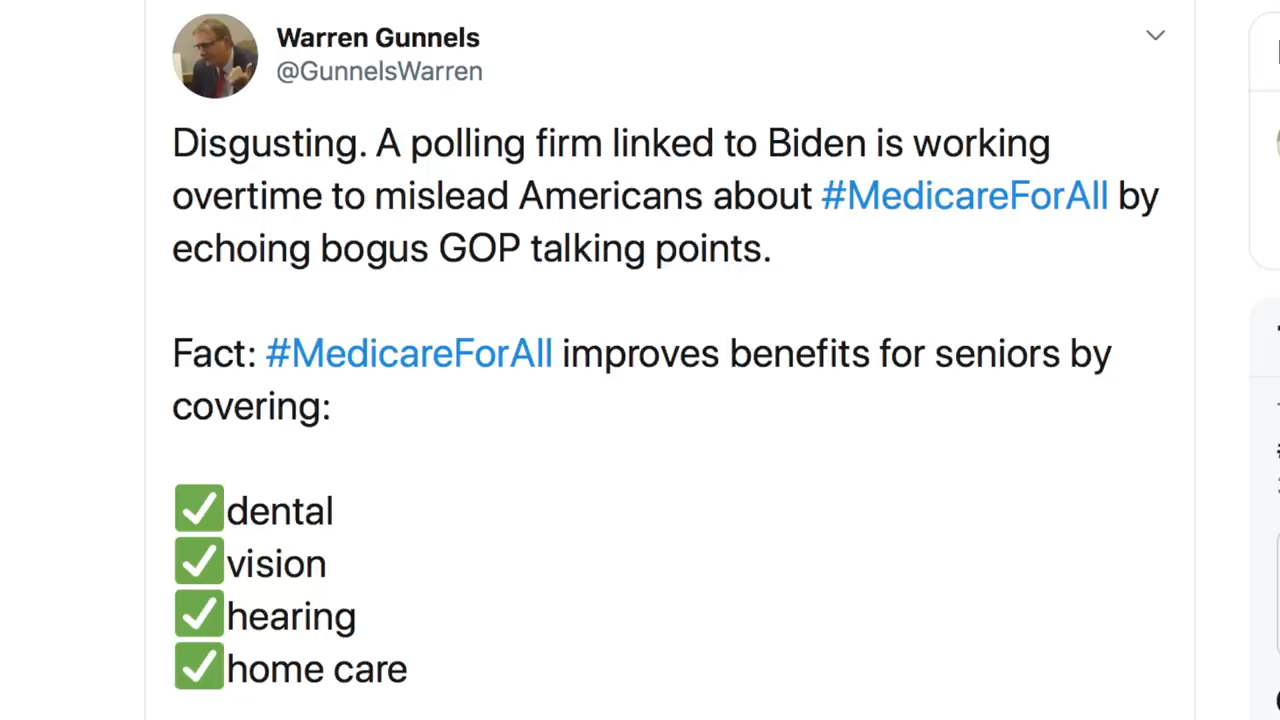 Warren Gunnels
@GunnelsWarren
Disgusting. A polling firm linked to Biden is working
overtime to mislead Americans about #MedicareForAll by
echoing bogus GOP talking points.
Fact: #MedicareForAll improves benefits for seniors by
covering:
✅dental
✅vision
✅hearing
✅home care